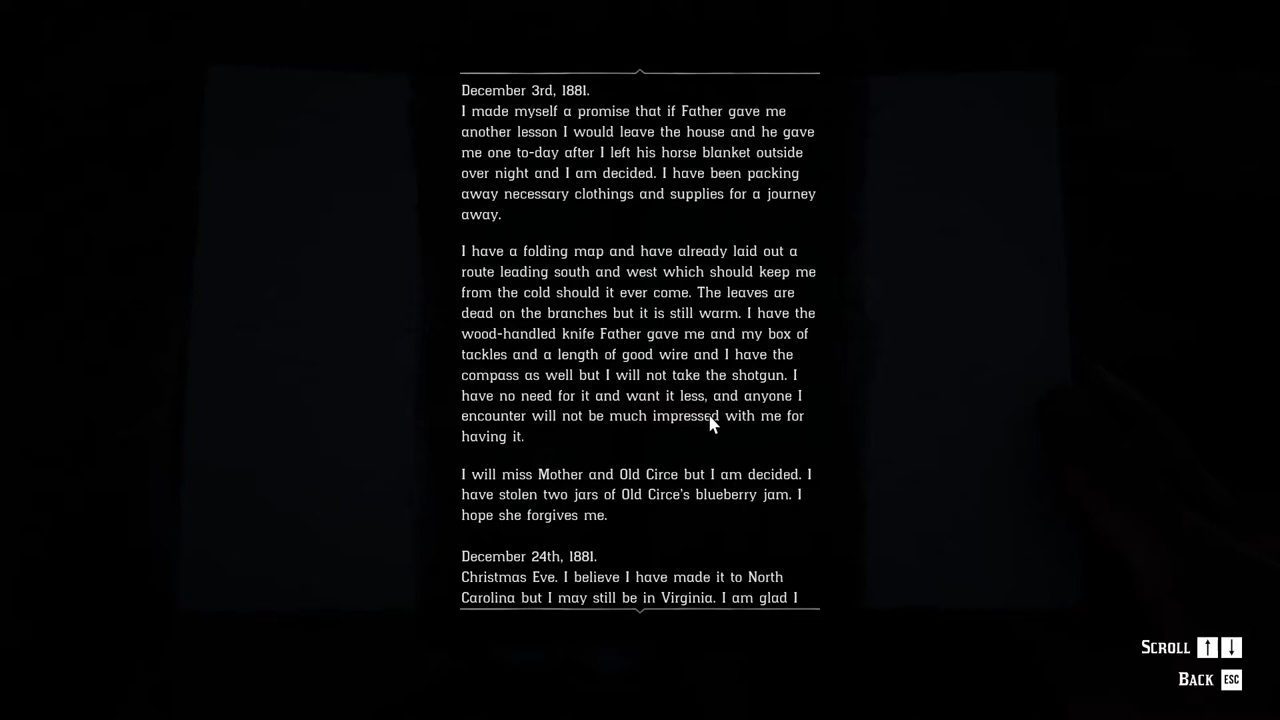 December 3rd, 1881.
I made myself a promise that if Father gave me
another lesson I would leave the house and he gave
me one to-day after I left his horse blanket outside
over night and I am decided. I have been packing
away necessary clothings and supplies for a journey
away.
I have a folding map and have already laid out a
route leading south and west which should keep me
from the cold should it ever come. The leaves are
dead on the branches but it is still warm. I have the
wood-handled knife Father gave me and my box of
tackles and a length of good wire and I have the
compass as well but I will not take the shotgun. I
have no need for it and want it less, and anyone I
encounter will not be much impressed with me for
having it.
I will miss Mother and Old Circe but I am decided. I
have stolen two jars of Old Circe's blueberry jam. I
hope she forgives me.
December 24th, 1881.
Christmas Eve. I believe I have made it to North
Carolina but I may still be in Virginia. I am glad I
SCROLL ↑ ↓
BACK ESC